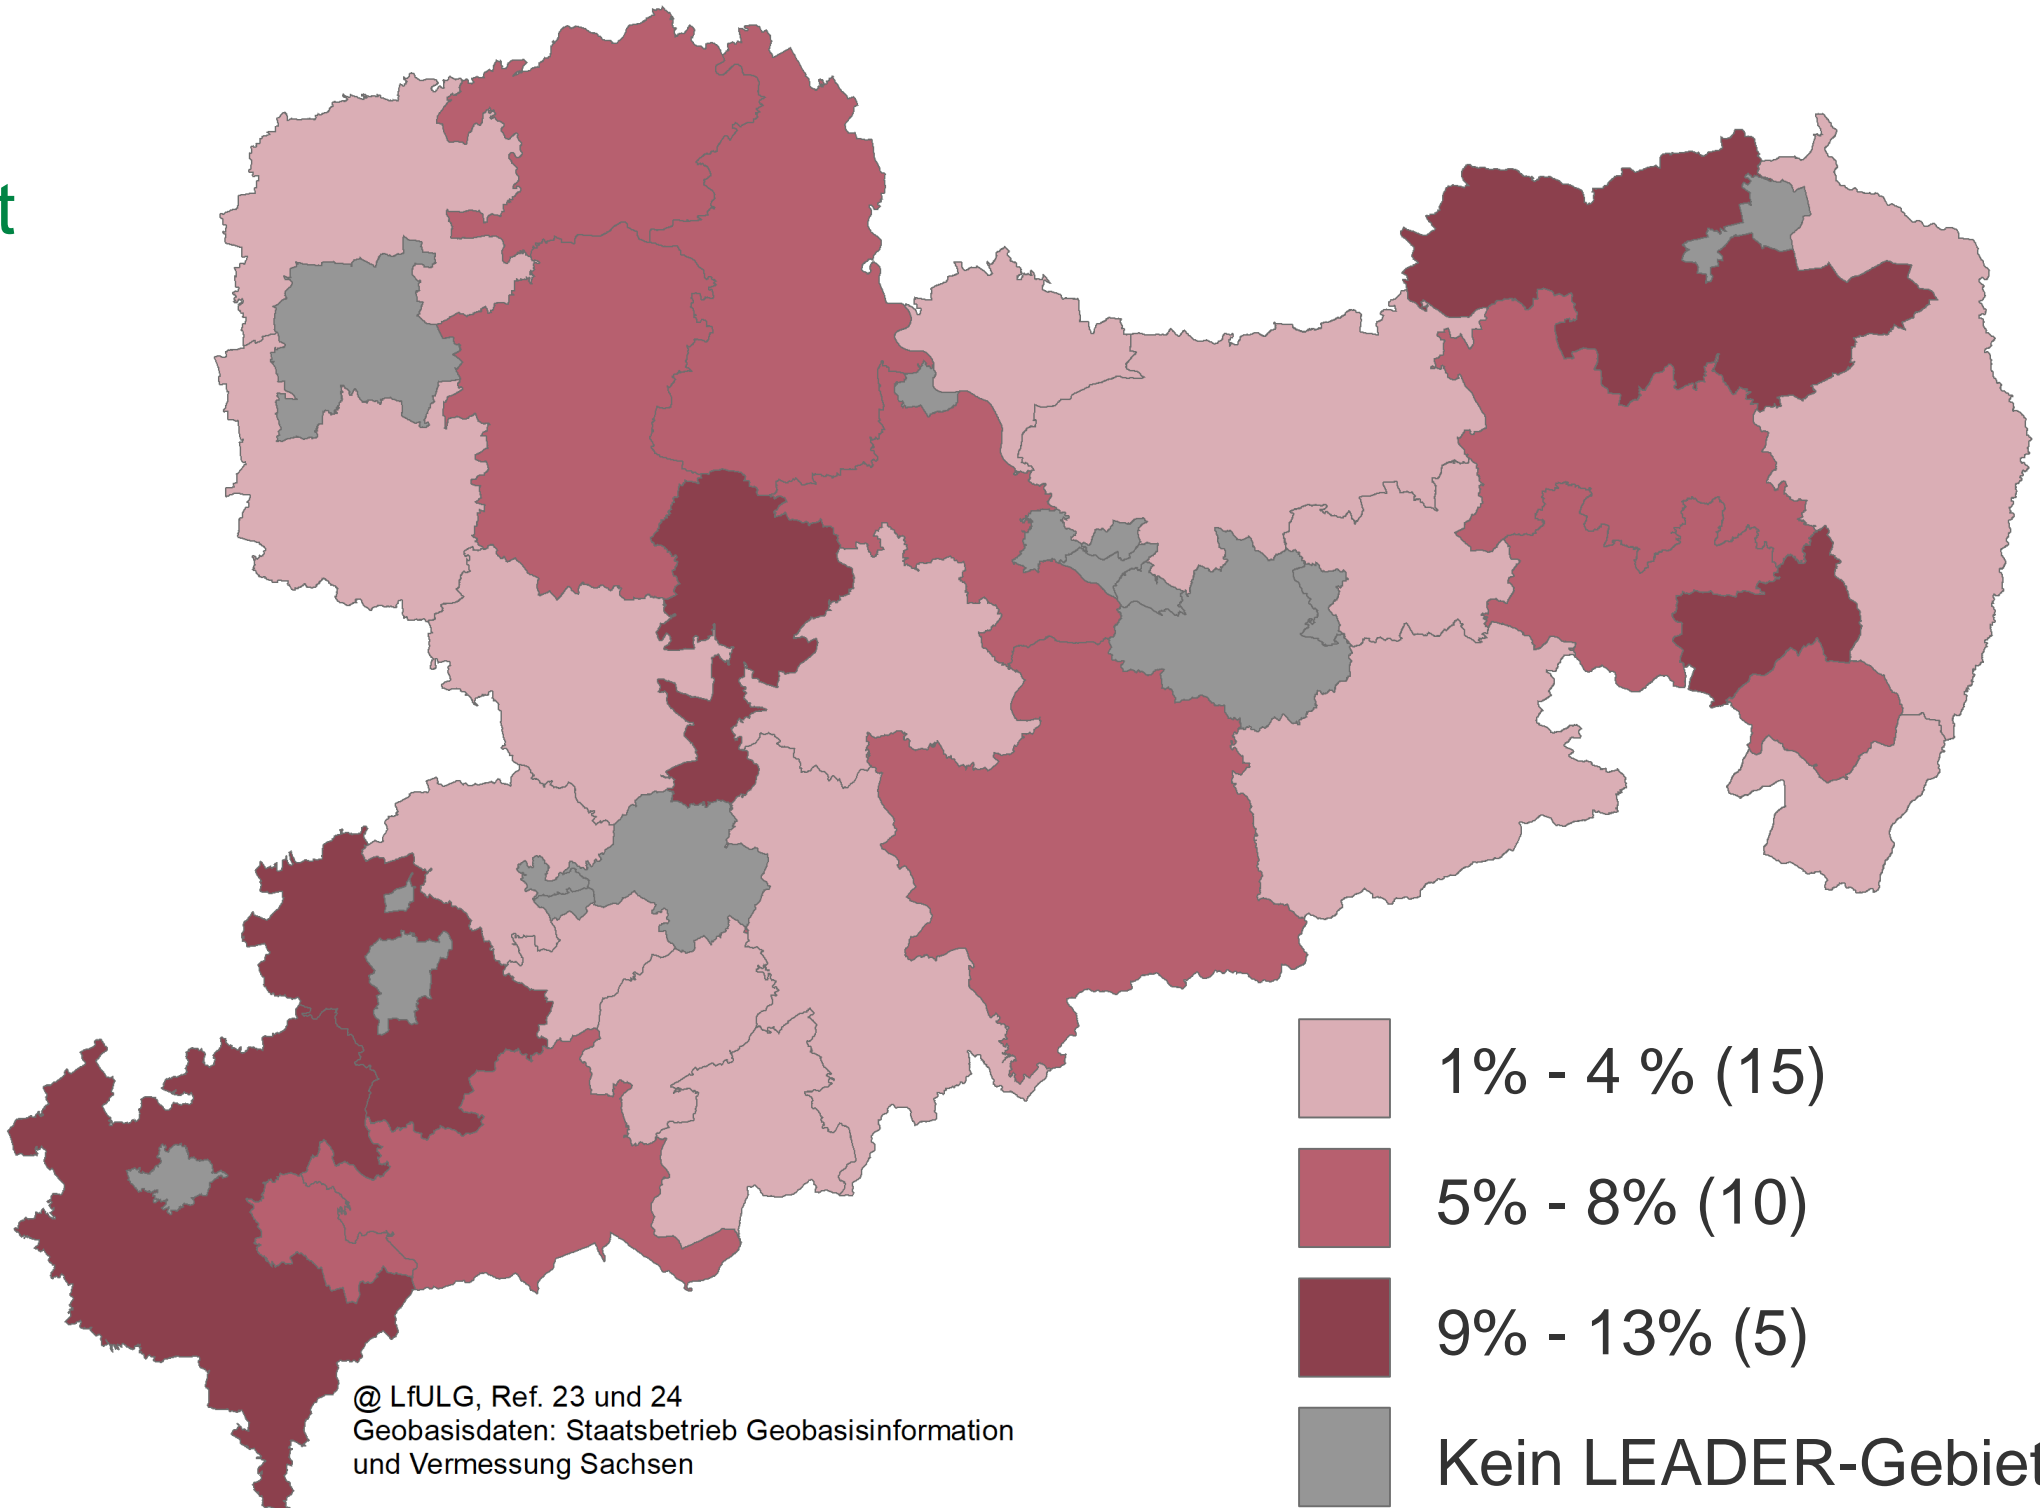 t
1% - 4 % (15)
5% - 8% (10)
9% - 13% (5)
Kein LEADER-Gebiet
@ LfULG, Ref. 23 und 24
Geobasisdaten: Staatsbetrieb Geobasisinformation
und Vermessung Sachsen